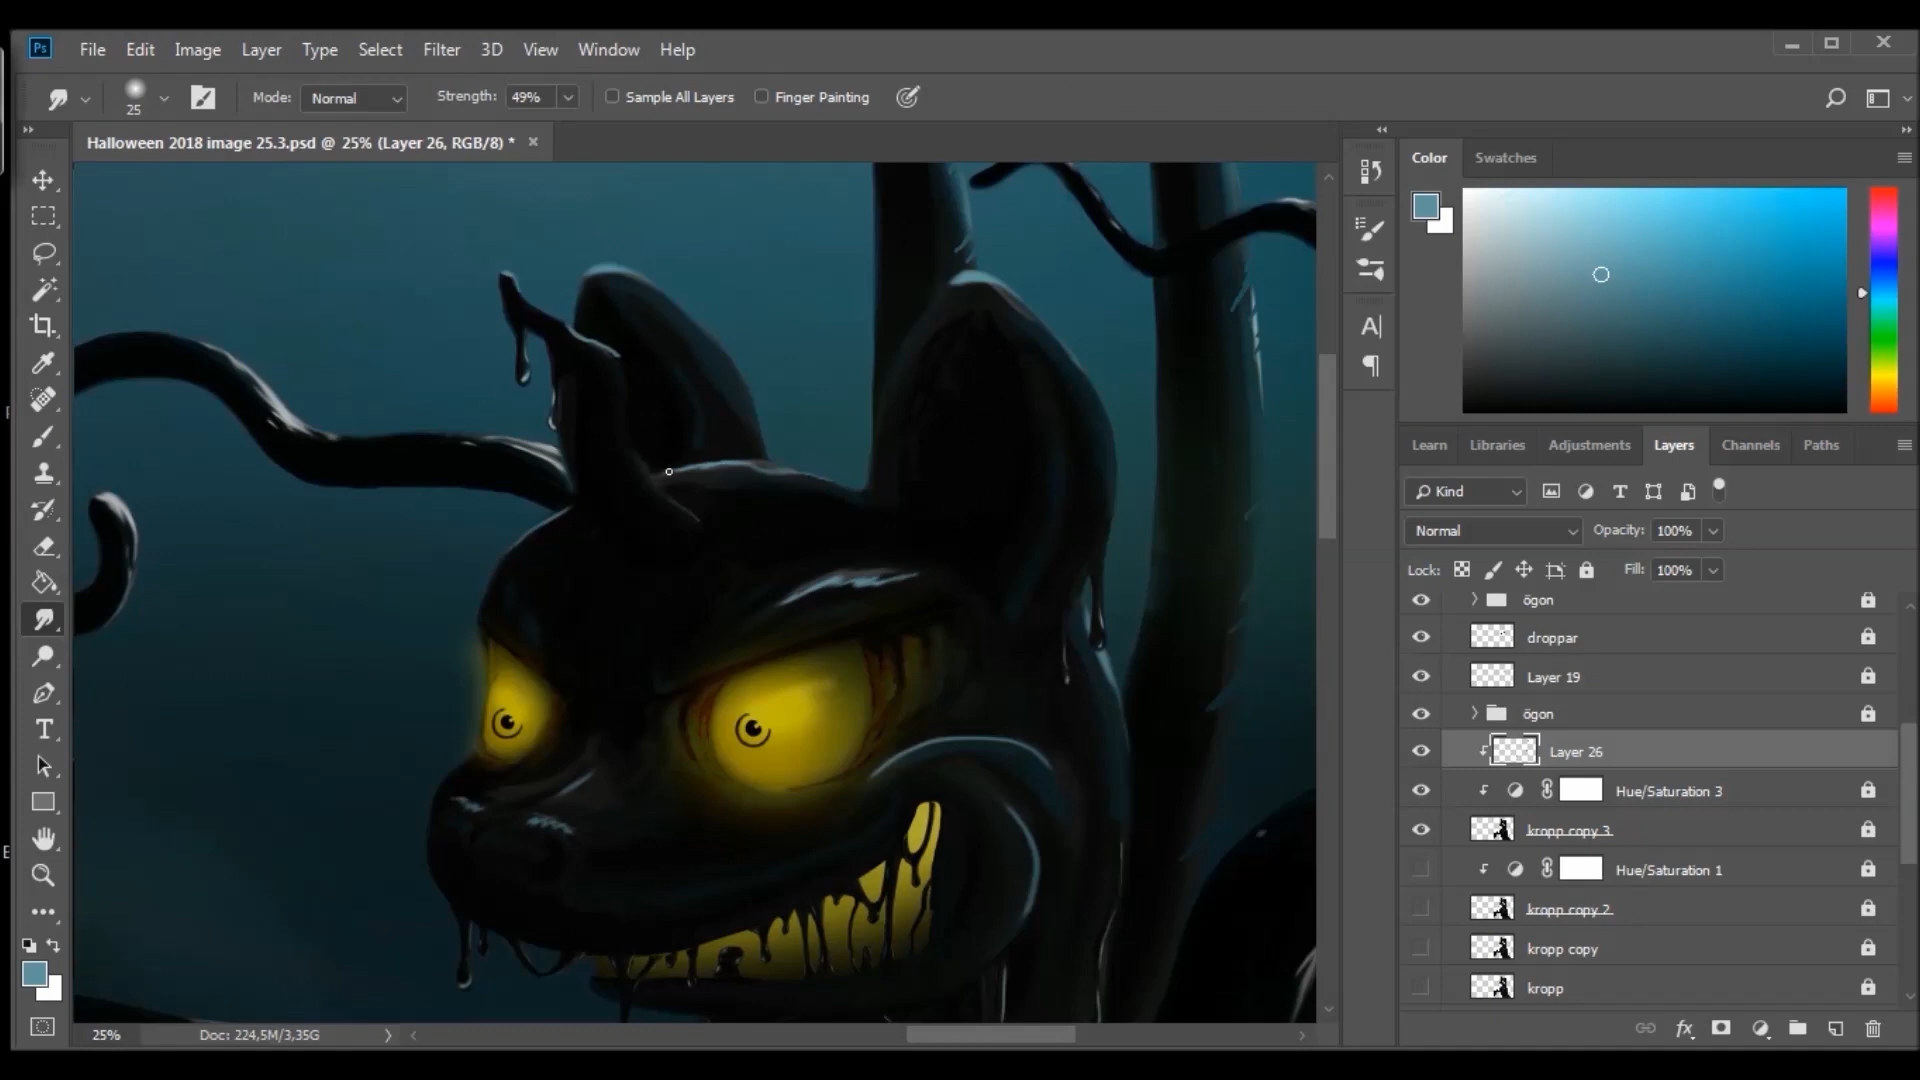 Ps File Edit Image Layer Type Select Filter 3D View Window Help
25 Mode: Normal Strength: 49% Sample All Layers Finger Painting
Halloween 2018 image 25.3.psd @ 25% (Layer 26, RGB/8) *
Color Swatches
Learn Libraries Adjustments Layers Channels Paths
Kind
Normal Opacity: 100%
Lock: Fill: 100%
ögon
droppar
Layer 19
ögon
Layer 26
Hue/Saturation 3
kropp copy 3
Hue/Saturation 1
kropp copy 2
kropp copy
kropp
25% Doc: 224,5M/3,35G